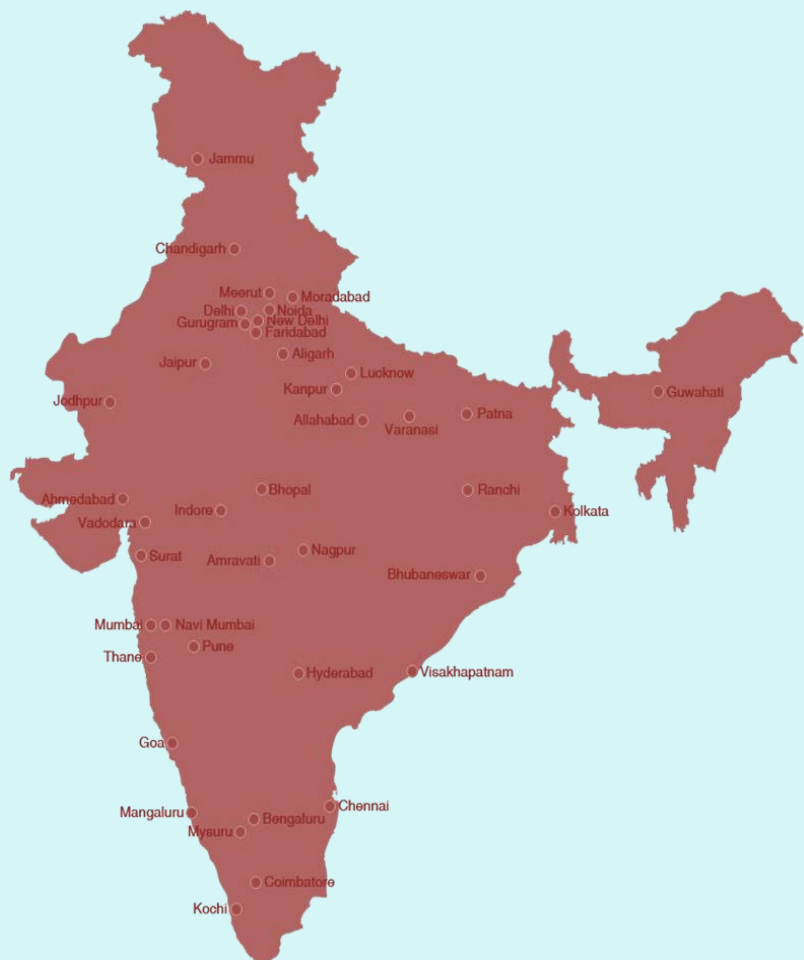 Jammu
Chandigarh
Meerut
Moradabad
Delhi
Noida
Gurugram
New Delhi
Faridabad
Aligarh
Jaipur
Lucknow
Kanpur
Jodhpur
Guwahati
Allahabad
Varanasi
Patna
Bhopal
Ranchi
Ahmedabad
Indore
Kolkata
Vadodara
Surat
Amravati
Nagpur
Bhubaneswar
Mumbai
Navi Mumbai
Pune
Thane
Hyderabad
Visakhapatnam
Goa
Chennai
Mangaluru
Bengaluru
Mysuru
Coimbatore
Kochi